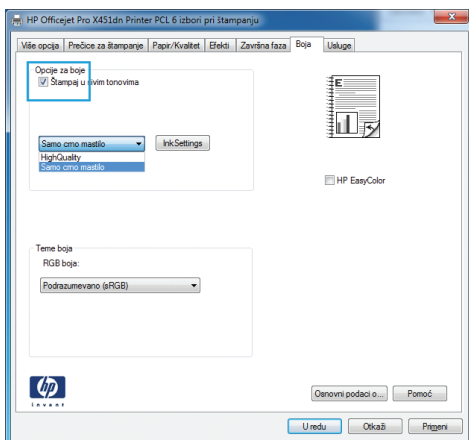 HP Officejet Pro X451dn Printer PCL 6 izbori pri štampanju
Više opcija Prečice za štampanje Papir/Kvalitet Efekti Završna faza Boja Usluge
Opcije za boje
Štampaj u sivim tonovima
Samo crno mastilo InkSettings
HighQuality
Samo crno mastilo
HP EasyColor
Teme boja
RGB boja:
Podrazumevano (sRGB)
hp
invent
Osnovni podaci o... Pomoć
U redu Otkaži Primeni